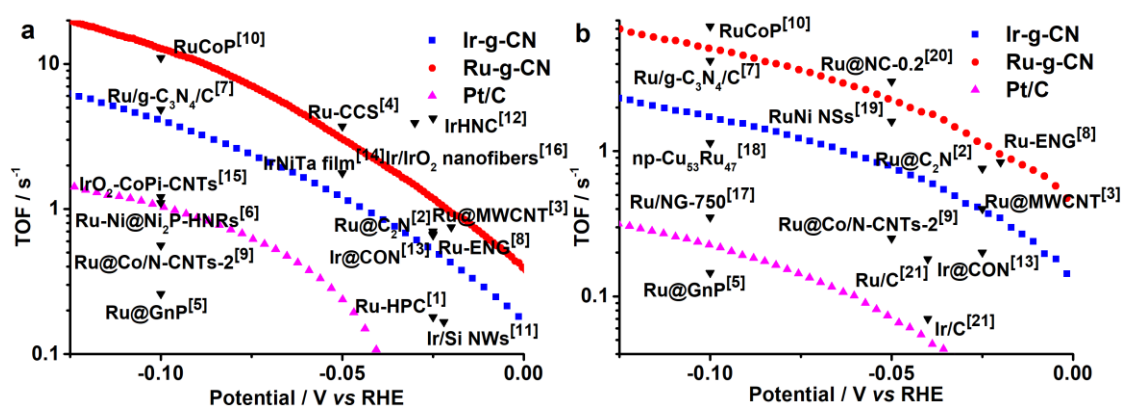 a
RuCoP[10]
Ir-g-CN
Ru-g-CN
Pt/C
Ru/g-C3N4/C[7]
Ru-CCS[4]
IrHNC[12]
IrNiTa film[14]
Ir/IrO2 nanofibers[16]
IrO2-CoPi-CNTs[15]
Ru-Ni@Ni2P-HNRs[6]
Ru@C2N[2]
Ru@MWCNT[3]
Ru-ENG[8]
Ru@Co/N-CNTs-2[9]
Ir@CON[13]
Ru@GnP[5]
Ru-HPC[1]
Ir/Si NWs[11]
10
1
0.1
TOF / s-1
-0.10
-0.05
0.00
Potential / V vs RHE
b
RuCoP[10]
Ir-g-CN
Ru-g-CN
Pt/C
Ru@NC-0.2[20]
Ru/g-C3N4/C[7]
RuNi NSs[19]
Ru-ENG[8]
np-Cu53Ru47[18]
Ru@C2N[2]
Ru@MWCNT[3]
Ru/NG-750[17]
Ru@Co/N-CNTs-2[9]
Ru/C[21]
Ir@CON[13]
Ru@GnP[5]
Ir/C[21]
1
0.1
TOF / s-1
-0.10
-0.05
0.00
Potential / V vs RHE